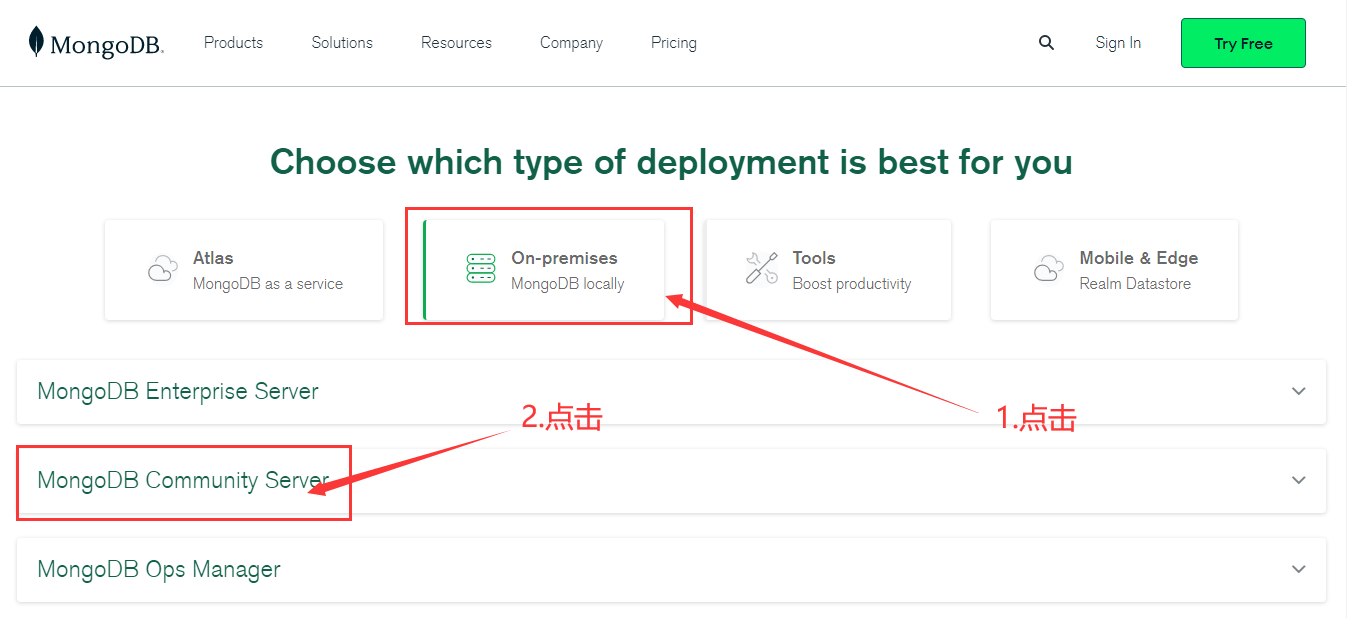 MongoDB. Products Solutions Resources Company Pricing Sign In Try Free
Choose which type of deployment is best for you
Atlas
MongoDB as a service
On-premises
MongoDB locally
Tools
Boost productivity
Mobile & Edge
Realm Datastore
MongoDB Enterprise Server
2.点击
1.点击
MongoDB Community Server
MongoDB Ops Manager